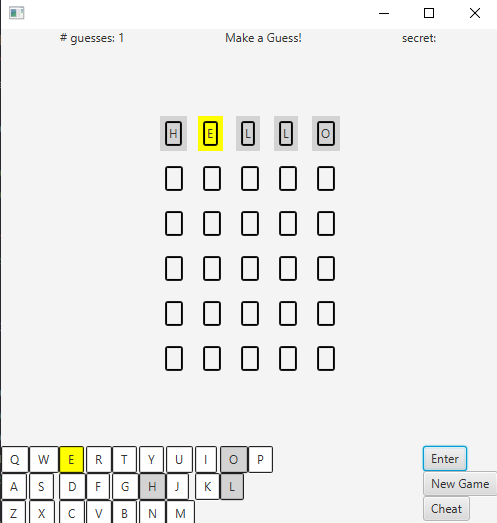 # guesses: 1 Make a Guess! secret:
H E L L O
Q W E R T Y U I O P
Enter
A S D F G H J K L
New Game
Z X C V B N M
Cheat